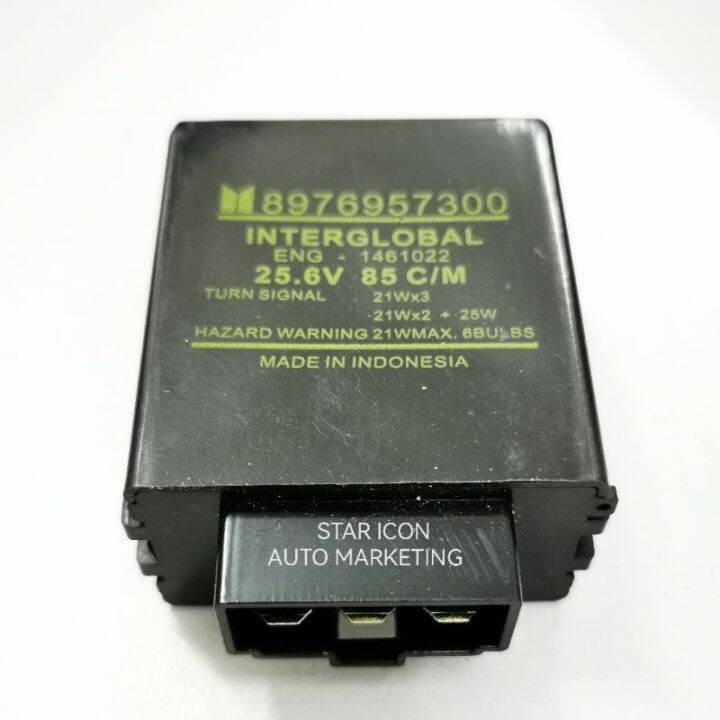 8976957300
INTERGLOBAL
ENG - 1461022
25.6V 85 C/M
TURN SIGNAL 21Wx3
21Wx2 + 25W
HAZARD WARNING 21WMAX. 6BULBS
MADE IN INDONESIA
STAR ICON
AUTO MARKETING